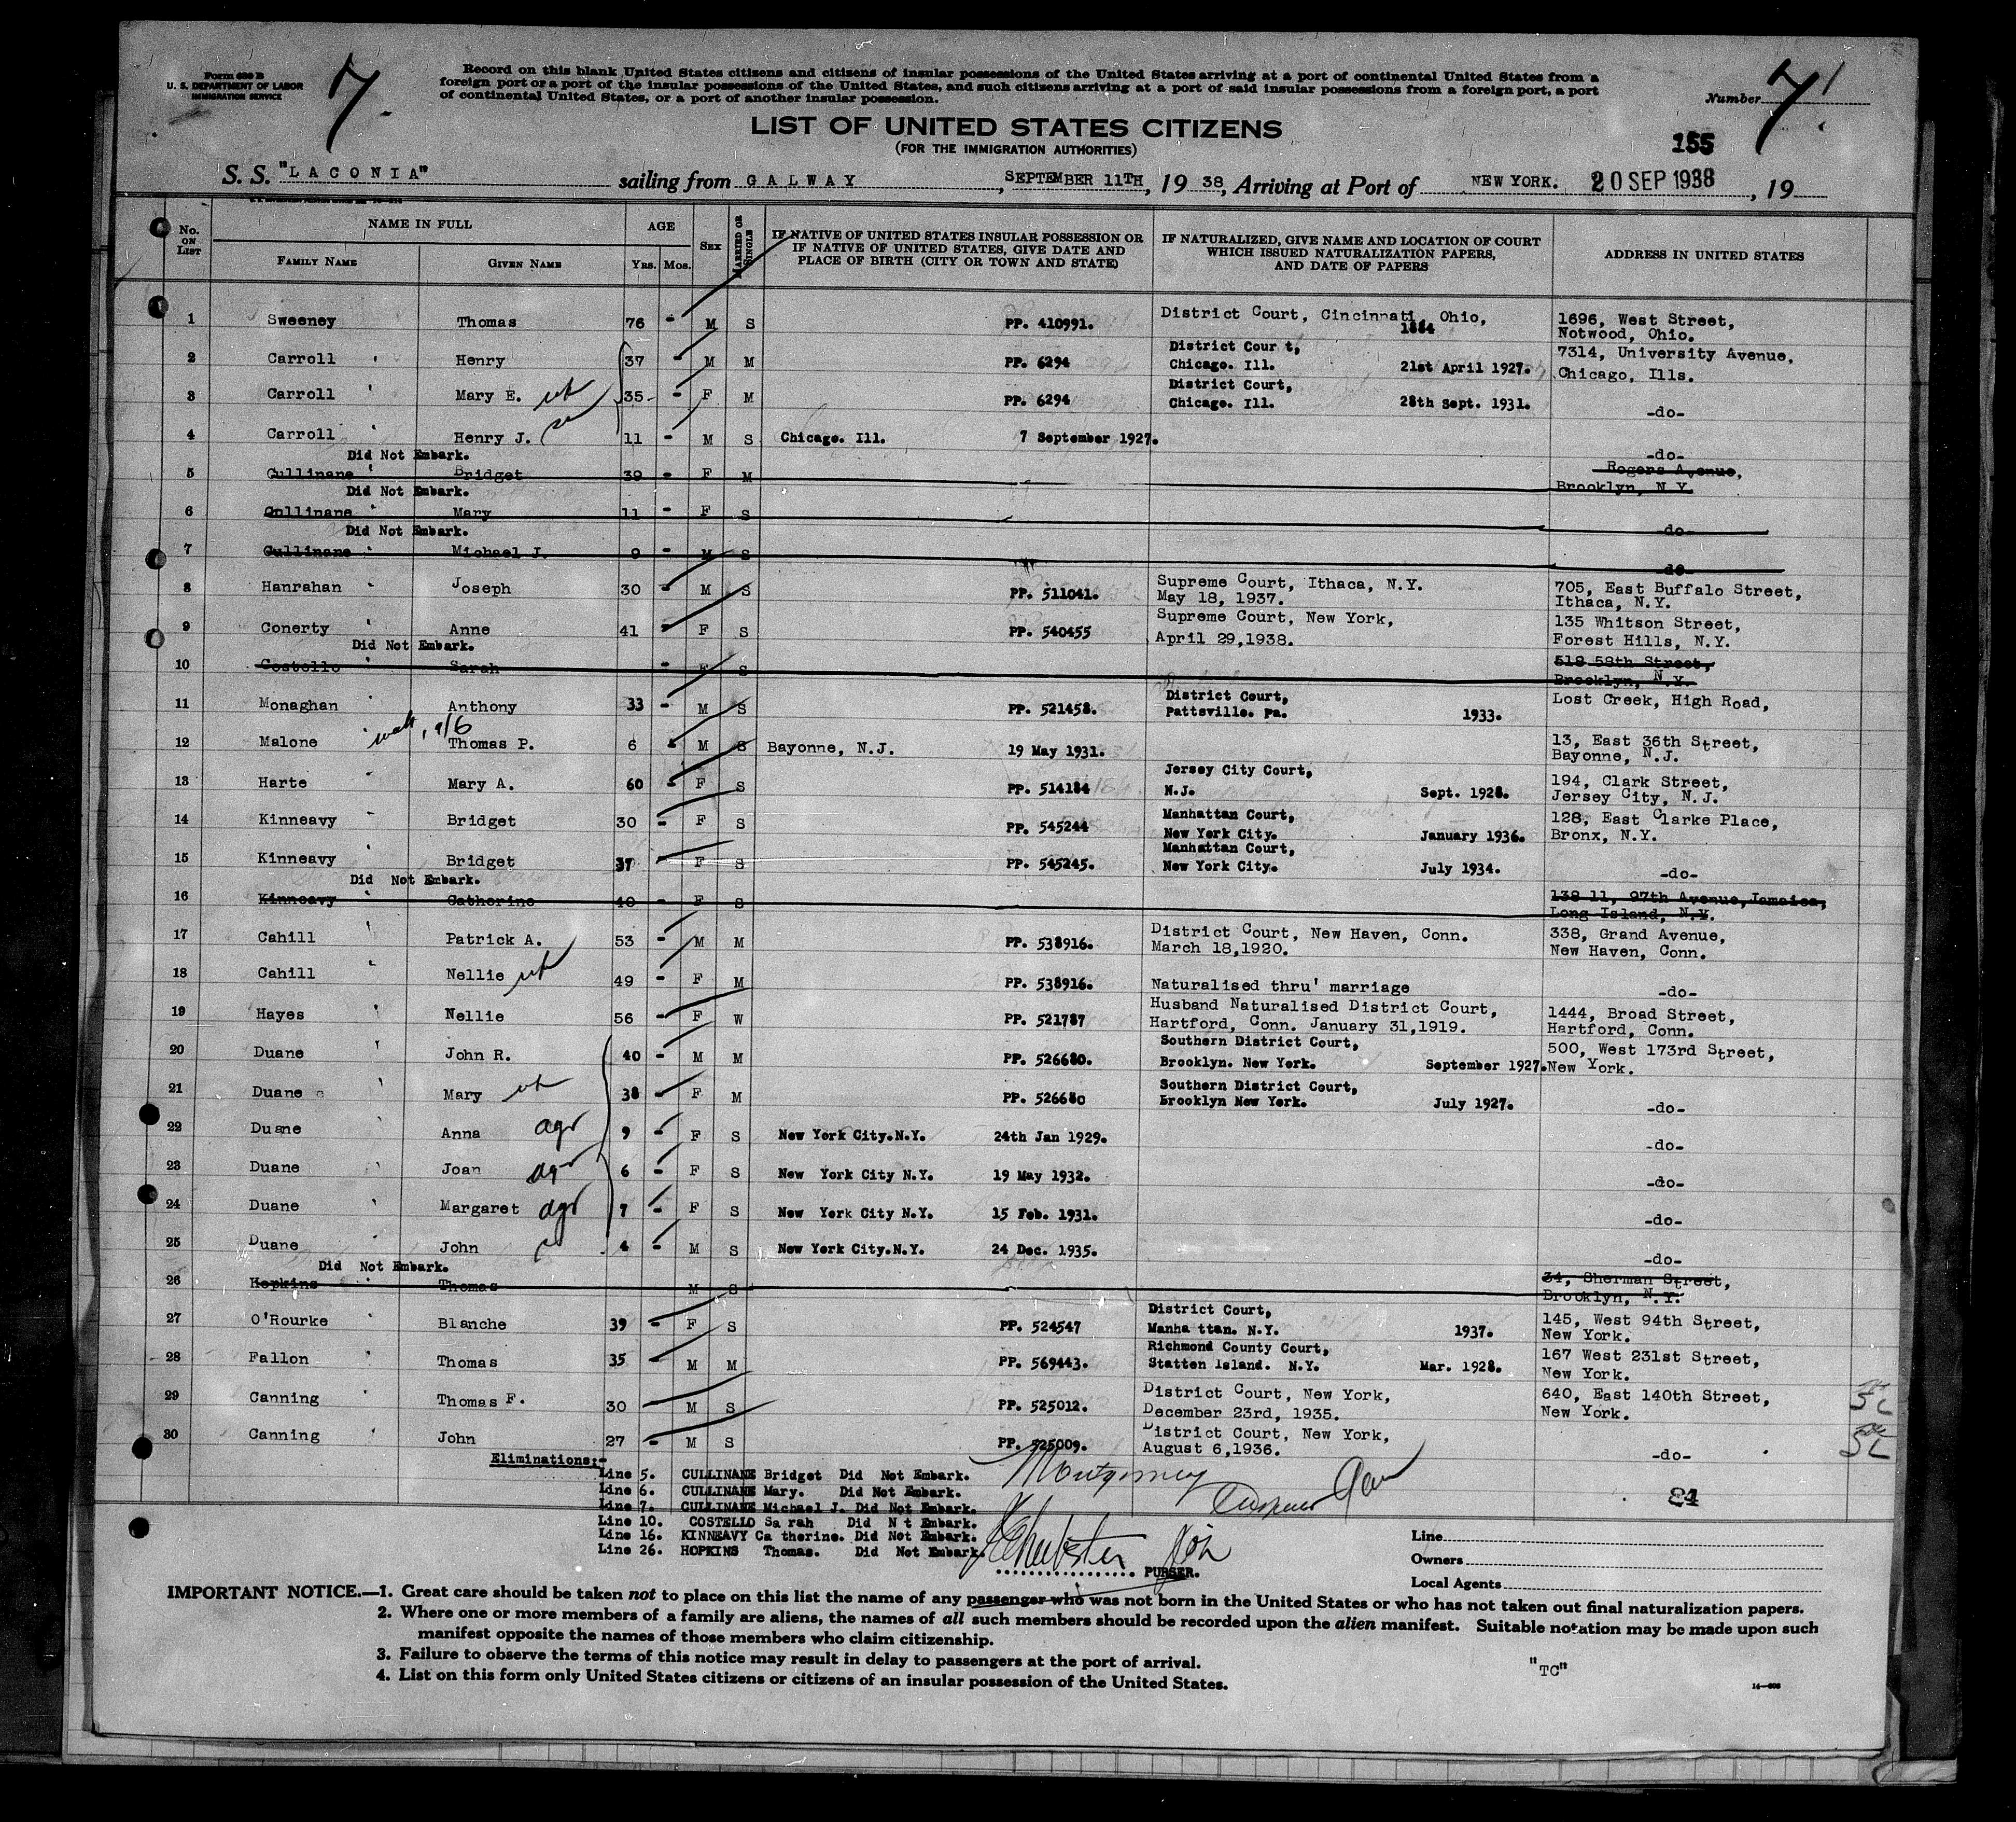 Form 630 B
U. S. DEPARTMENT OF LABOR
IMMIGRATION SERVICE
7.
Record on this blank United States citizens and citizens of insular possessions of the United States arriving at a port of continental United States from a
foreign port or a port of the insular possessions of the United States, and such citizens arriving at a port of said insular possessions from a foreign port, a port
of continental United States, or a port of another insular possession.
Number 7
LIST OF UNITED STATES CITIZENS
(FOR THE IMMIGRATION AUTHORITIES)
155
S. S. "LACONIA" sailing from GALWAY, SEPTEMBER 11TH, 19 38, Arriving at Port of NEW YORK. 20 SEP 1938, 19
No. ON LIST NAME IN FULL AGE SEX MARRIED OR SINGLE IF NATIVE OF UNITED STATES INSULAR POSSESSION OR IF NATIVE OF UNITED STATES, GIVE DATE AND PLACE OF BIRTH (CITY OR TOWN AND STATE) IF NATURALIZED, GIVE NAME AND LOCATION OF COURT WHICH ISSUED NATURALIZATION PAPERS, AND DATE OF PAPERS ADDRESS IN UNITED STATES
FAMILY NAME GIVEN NAME YRS. MOS.
1 Sweeney Thomas 76 - M S PP. 410991. District Court, Cincinnati Ohio, 1884 1696, West Street, Notwood, Ohio.
2 Carroll Henry 37 - M M PP. 6294 District Cour t, Chicago. Ill. 21st April 1927. 7314, University Avenue, Chicago, Ills.
3 Carroll Mary E. wf 35 - F M PP. 6294 District Court, Chicago. Ill. 28th Sept. 1931. -do-
4 Carroll Henry J. 11 - M S Chicago. Ill. 7 September 1927. -do-
Did Not Embark.
5 Cullinane Bridget 39 - F M Rogers Avenue, Brooklyn, N.Y.
Did Not Embark.
6 Cullinane Mary 11 - F S -do-
Did Not Embark.
7 Cullinane Michael J. 9 - M S -do-
8 Hanrahan Joseph 30 - M S PP. 511041. Supreme Court, Ithaca, N.Y. May 18, 1937. 705, East Buffalo Street, Ithaca, N.Y.
9 Conerty Anne 41 - F S PP. 540455 Supreme Court, New York, April 29,1938. 135 Whitson Street, Forest Hills, N.Y.
Did Not Embark.
10 Costello Sarah - F S 518 58th Street, Brooklyn, N.Y.
11 Monaghan Anthony 33 - M S PP. 521458. District Court, Pattsville. Pa. 1933. Lost Creek, High Road,
12 Malone Thomas P. 6 - M S Bayonne, N.J. 19 May 1931. 13, East 36th Street, Bayonne, N.J.
13 Harte Mary A. 60 - F S PP. 514184 Jersey City Court, N.J. Sept. 1928. 194, Clark Street, Jersey City, N.J.
14 Kinneavy Bridget 30 - F S PP. 545244 Manhattan Court, New York City. January 1936. 128, East Clarke Place, Bronx, N.Y.
15 Kinneavy Bridget 37 F S PP. 545245. Manhattan Court, New York City. July 1934. -do-
Did Not Embark.
16 Kinneavy Catherine 40 - F S 138 11, 97th Avenue, Jamaica, Long Island, N.Y.
17 Cahill Patrick A. 53 - M M PP. 538916. District Court, New Haven, Conn. March 18,1920. 338, Grand Avenue, New Haven, Conn.
18 Cahill Nellie wf 49 - F M PP. 538916. Naturalised thru' marriage -do-
19 Hayes Nellie 56 - F W PP. 521787 Husband Naturalised District Court, Hartford, Conn. January 31,1919. 1444, Broad Street, Hartford, Conn.
20 Duane John R. 40 - M M PP. 526680. Southern District Court, Brooklyn. New York. September 1927. 500, West 173rd Street, New York.
21 Duane Mary wf 38 - F M PP. 526680 Southern District Court, Brooklyn New York. July 1927. -do-
22 Duane Anna dgr 9 - F S New York City.N.Y. 24th Jan 1929. -do-
23 Duane Joan dgr 6 - F S New York City N.Y. 19 May 1932. -do-
24 Duane Margaret dgr 7 - F S New York City N.Y. 15 Feb. 1931. -do-
25 Duane John 4 - M S New York City.N.Y. 24 Dec. 1935. -do-
Did Not Embark.
26 Hopkins Thomas M S 34, Sherman Street, Brooklyn, N.Y.
27 O'Rourke Blanche 39 - F S PP. 524547 District Court, Manha ttan. N.Y. 1937. 145, West 94th Street, New York.
28 Fallon Thomas 35 - M M PP. 569443. Richmond County Court, Statten Island. N.Y. Mar. 1928. 167 West 231st Street, New York.
29 Canning Thomas F. 30 - M S PP. 525012. District Court, New York, December 23rd, 1935. 640, East 140th Street, New York.
30 Canning John 27 - M S PP. 525009. District Court, New York, August 6,1936. -do-
Eliminations:-
Line 5. CULLINANE Bridget Did Not Embark.
Line 6. CULLINANE Mary. Did Not Embark.
Line 7. CULLINANE Michael J. Did Not Embark.
Line 10. COSTELLO Sa rah Did N t Embark.
Line 16. KINNEAVY Ca therine. Did Not Embark.
Line 26. HOPKINS Thomas. Did Not Embark.
Montgomery
24
PURSER.
Line
Owners
Local Agents
IMPORTANT NOTICE.—1. Great care should be taken not to place on this list the name of any passenger who was not born in the United States or who has not taken out final naturalization papers.
2. Where one or more members of a family are aliens, the names of all such members should be recorded upon the alien manifest. Suitable notation may be made upon such
manifest opposite the names of those members who claim citizenship.
3. Failure to observe the terms of this notice may result in delay to passengers at the port of arrival.
4. List on this form only United States citizens or citizens of an insular possession of the United States.
"TC"
14—608